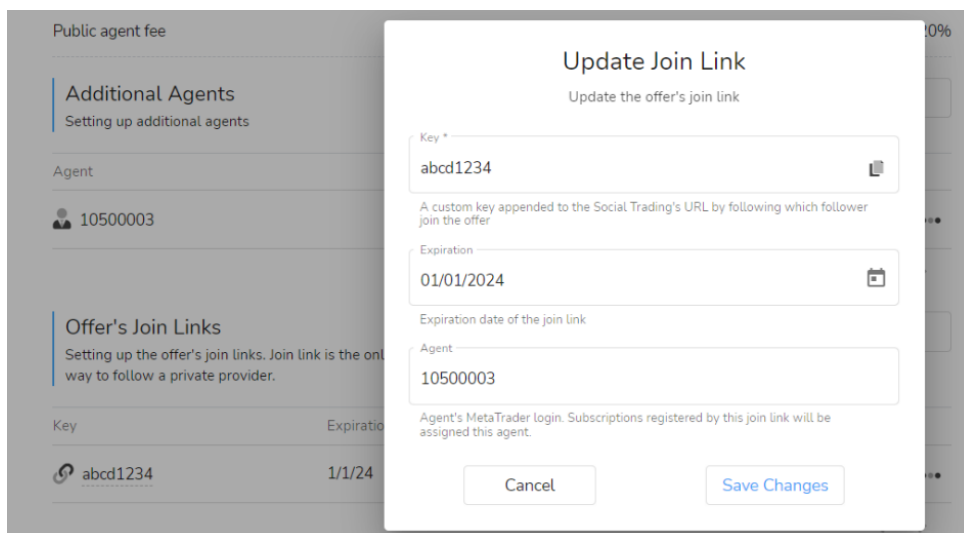 Public agent fee
20%
Additional Agents
Setting up additional agents
Agent
10500003
Offer's Join Links
Setting up the offer's join links. Join link is the onl
way to follow a private provider.
Key
Expiratio
abcd1234
1/1/24
Update Join Link
Update the offer's join link
Key *
abcd1234
A custom key appended to the Social Trading's URL by following which follower
join the offer
Expiration
01/01/2024
Expiration date of the join link
Agent
10500003
Agent's MetaTrader login. Subscriptions registered by this join link will be
assigned this agent.
Cancel
Save Changes